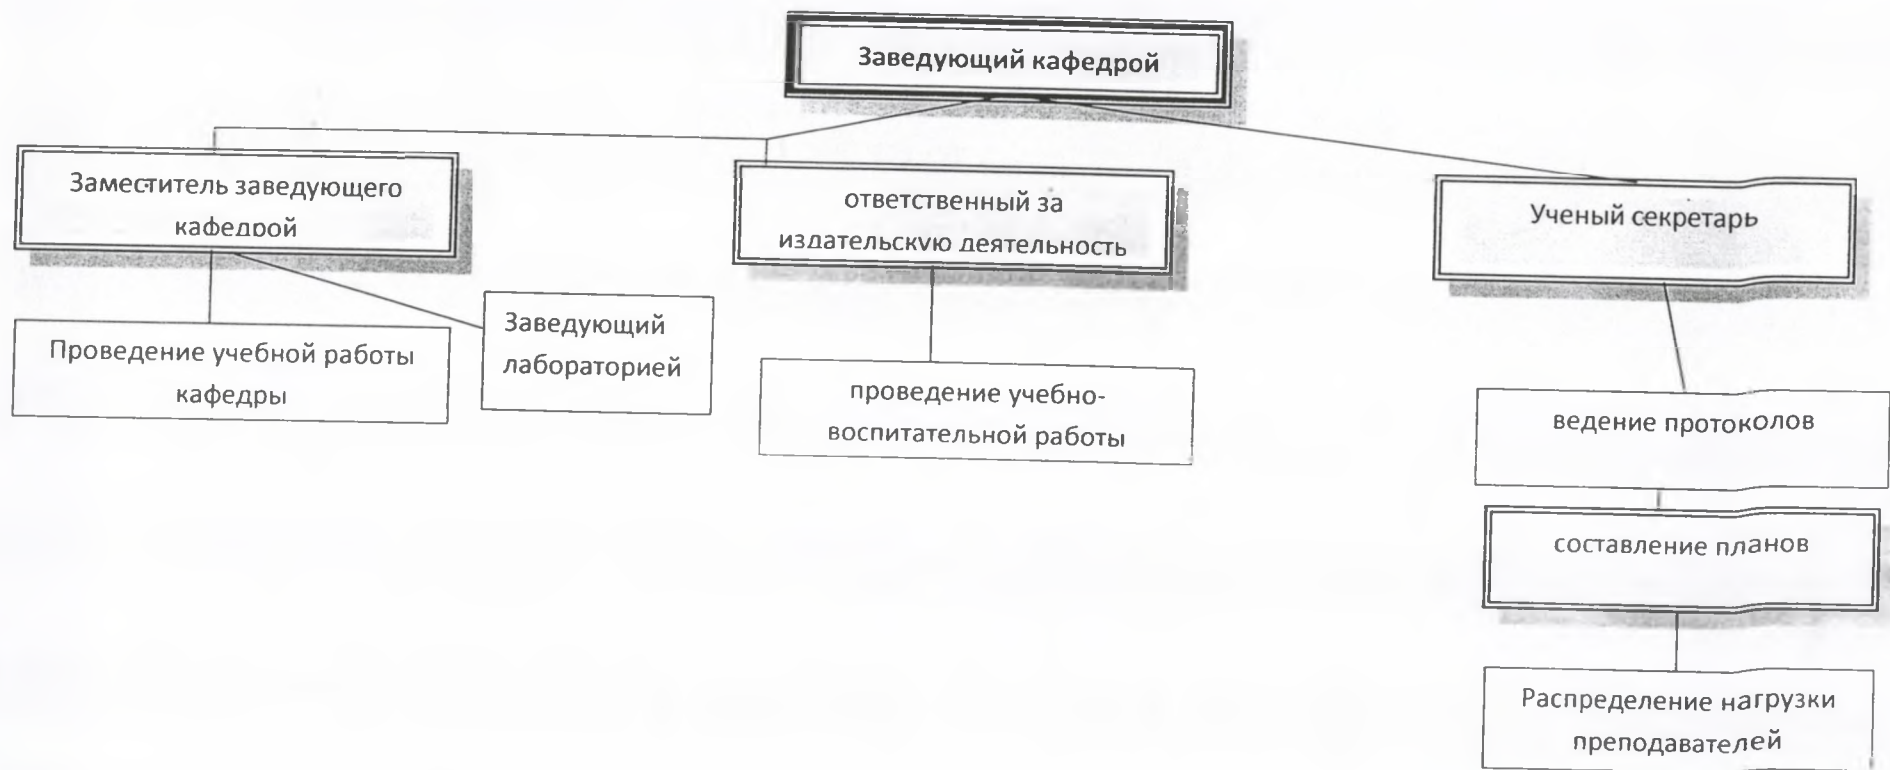 Заведующий кафедрой
Заместитель заведующего
кафедрой
ответственный за
издательскую деятельность
Ученый секретарь
Проведение учебной работы
кафедры
Заведующий
лабораторией
проведение учебно-
воспитательной работы
ведение протоколов
составление планов
Распределение нагрузки
преподавателей